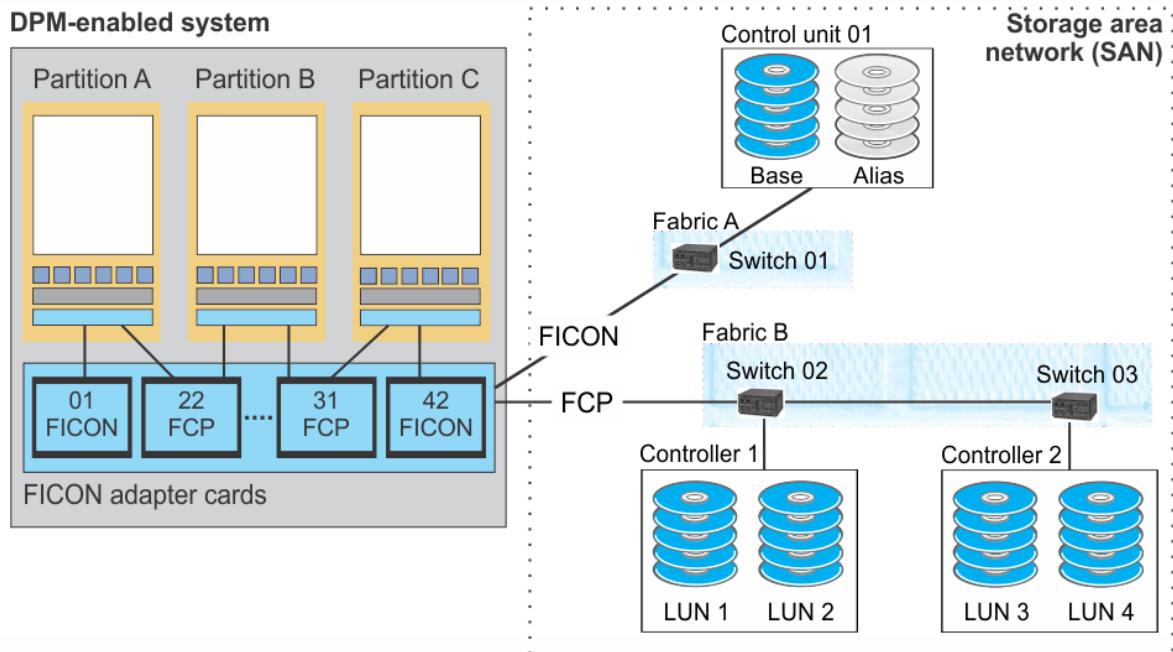 DPM-enabled system
Partition A
Partition B
Partition C
01
FICON
22
FCP
....
31
FCP
42
FICON
FICON adapter cards
Storage area
network (SAN)
Control unit 01
Base
Alias
Fabric A
Switch 01
FICON
FCP
Fabric B
Switch 02
Switch 03
Controller 1
LUN 1
LUN 2
Controller 2
LUN 3
LUN 4